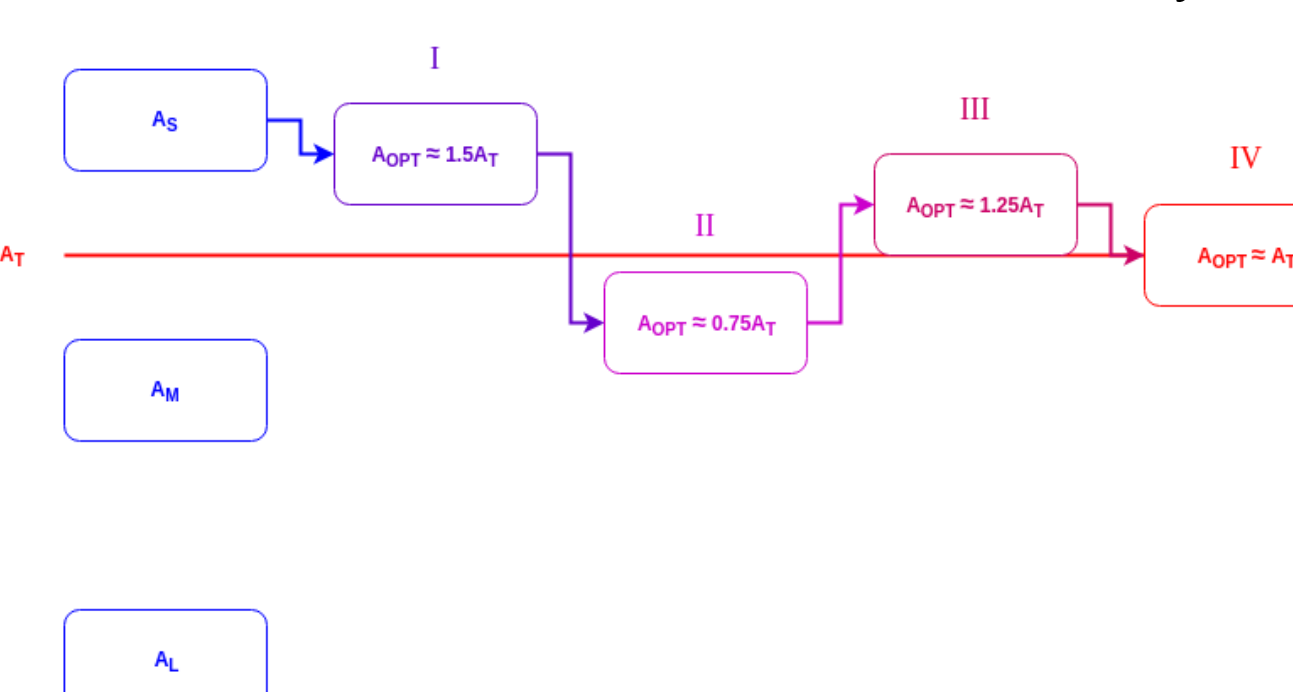 I
A_S
A_OPT ≈ 1.5A_T
III
A_OPT ≈ 1.25A_T
IV
II
A_T
A_OPT ≈ A_T
A_OPT ≈ 0.75A_T
A_M
A_L